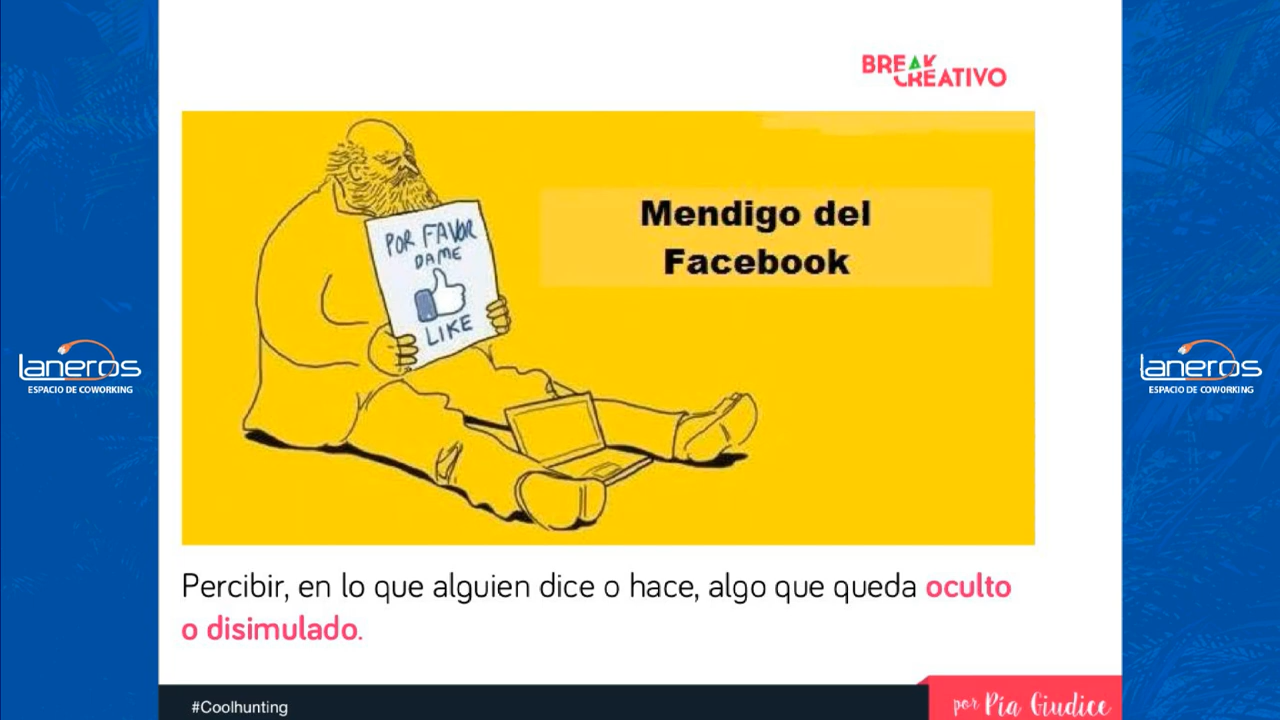 BREAK
CREATIVO
Mendigo del
Facebook
POR FAVOR
DAME
LIKE
Laneros
ESPACIO DE COWORKING
Laneros
ESPACIO DE COWORKING
Percibir, en lo que alguien dice o hace, algo que queda oculto
o disimulado.
#Coolhunting
por Pía Giudice